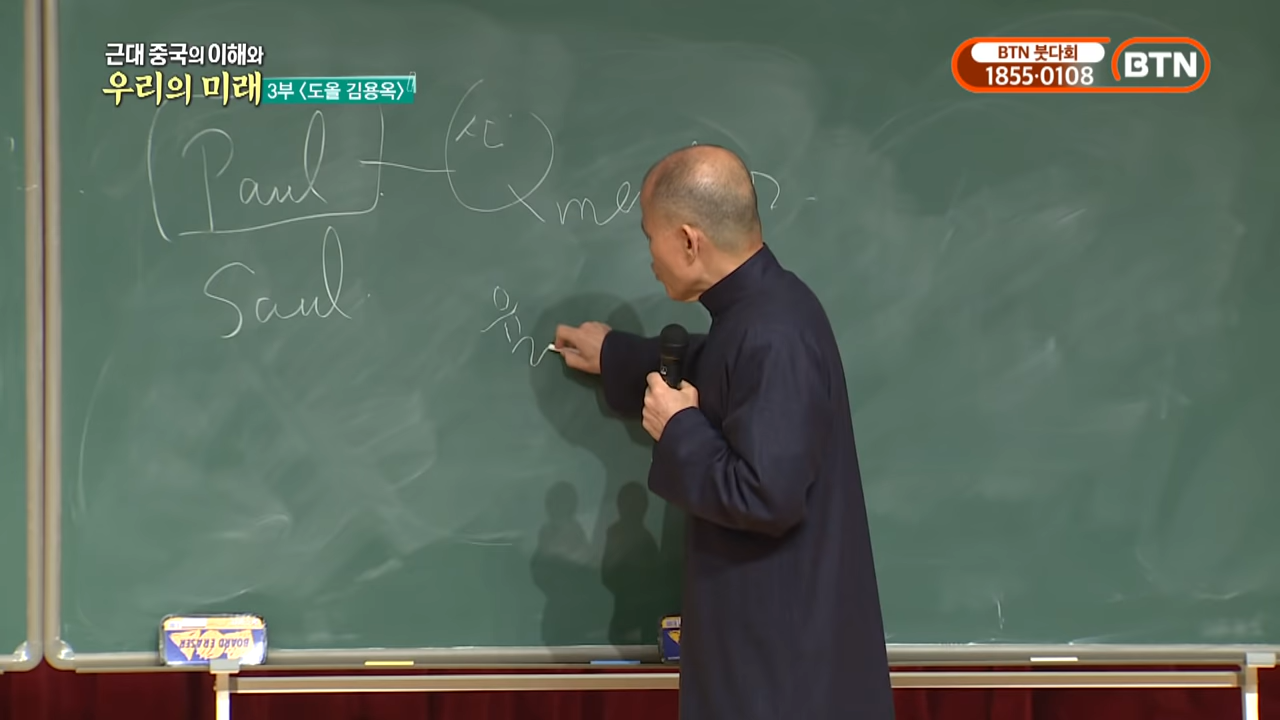 근대 중국의 이해와
우리의 미래 3부 <도올 김용옥>
BTN 붓다회
1855·0108
BTN
Paul
Saul
BOARD ERASER